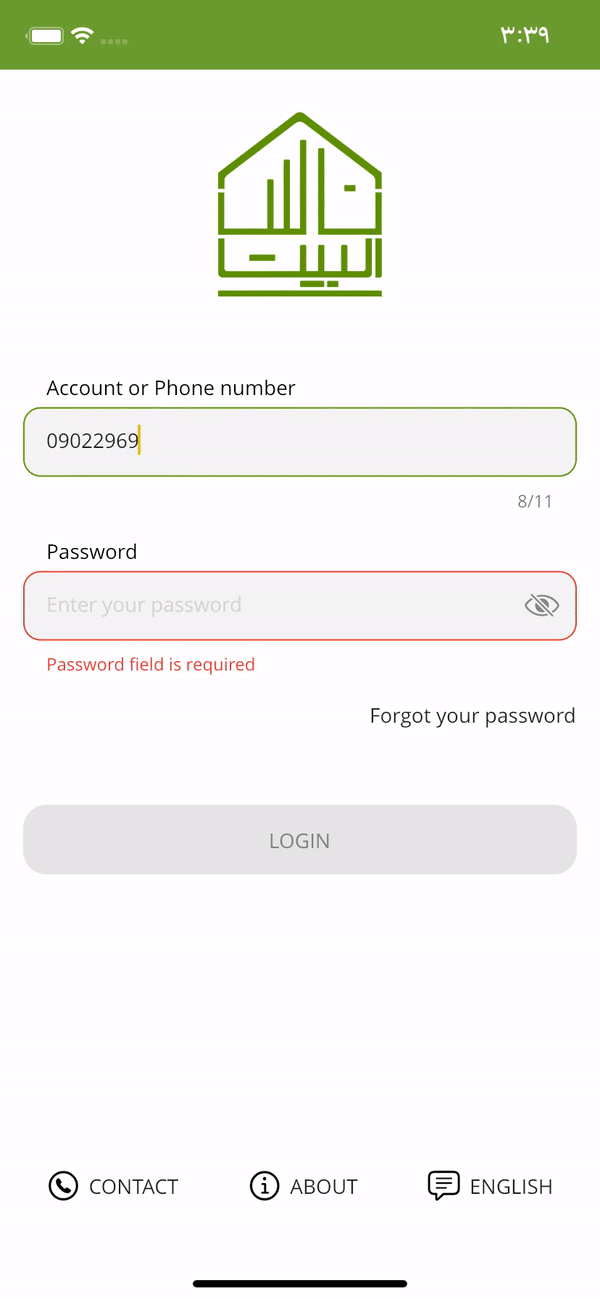 ٣:٣٩
البيت
Account or Phone number
09022969
8/11
Password
Enter your password
Password field is required
Forgot your password
LOGIN
CONTACT
ABOUT
ENGLISH